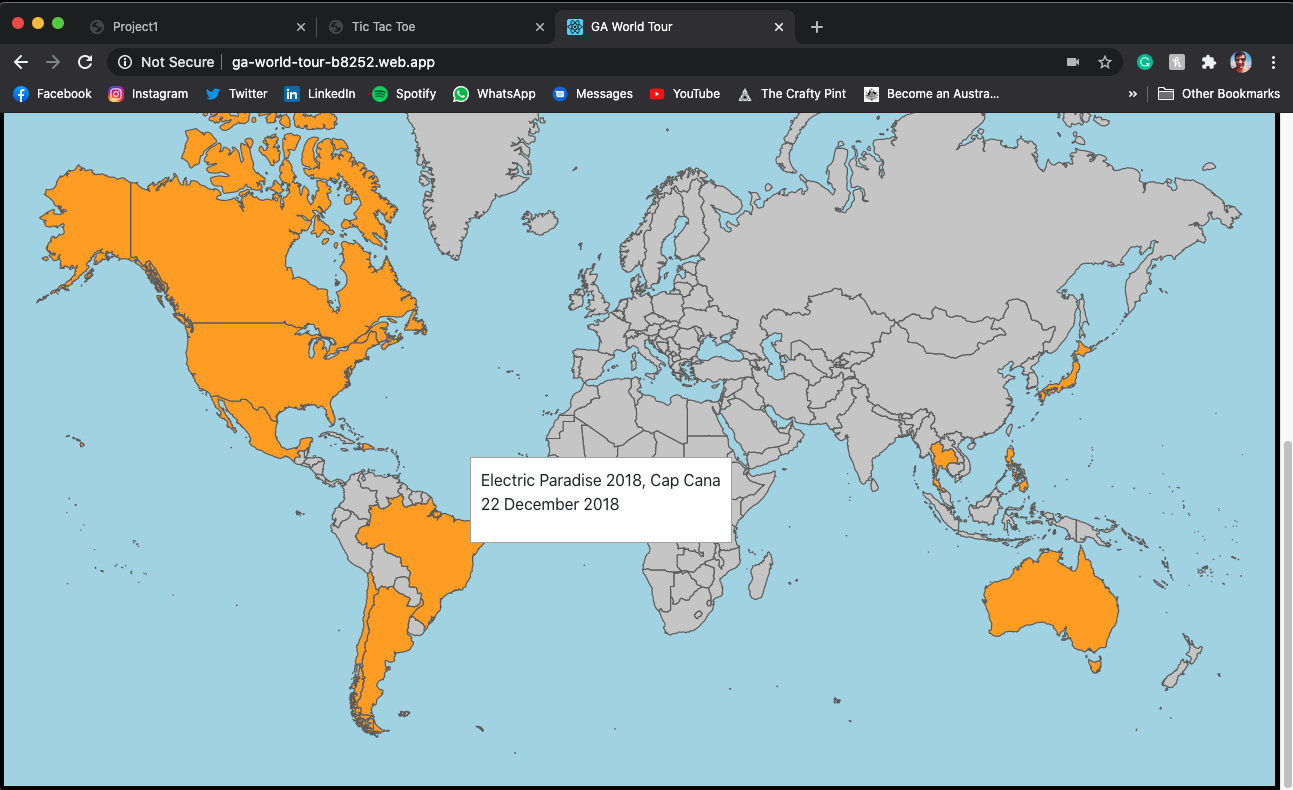 Project1
Tic Tac Toe
GA World Tour
Not Secure
ga-world-tour-b8252.web.app
Facebook
Instagram
Twitter
LinkedIn
Spotify
WhatsApp
Messages
YouTube
The Crafty Pint
Become an Austra...
Other Bookmarks
Electric Paradise 2018, Cap Cana
22 December 2018